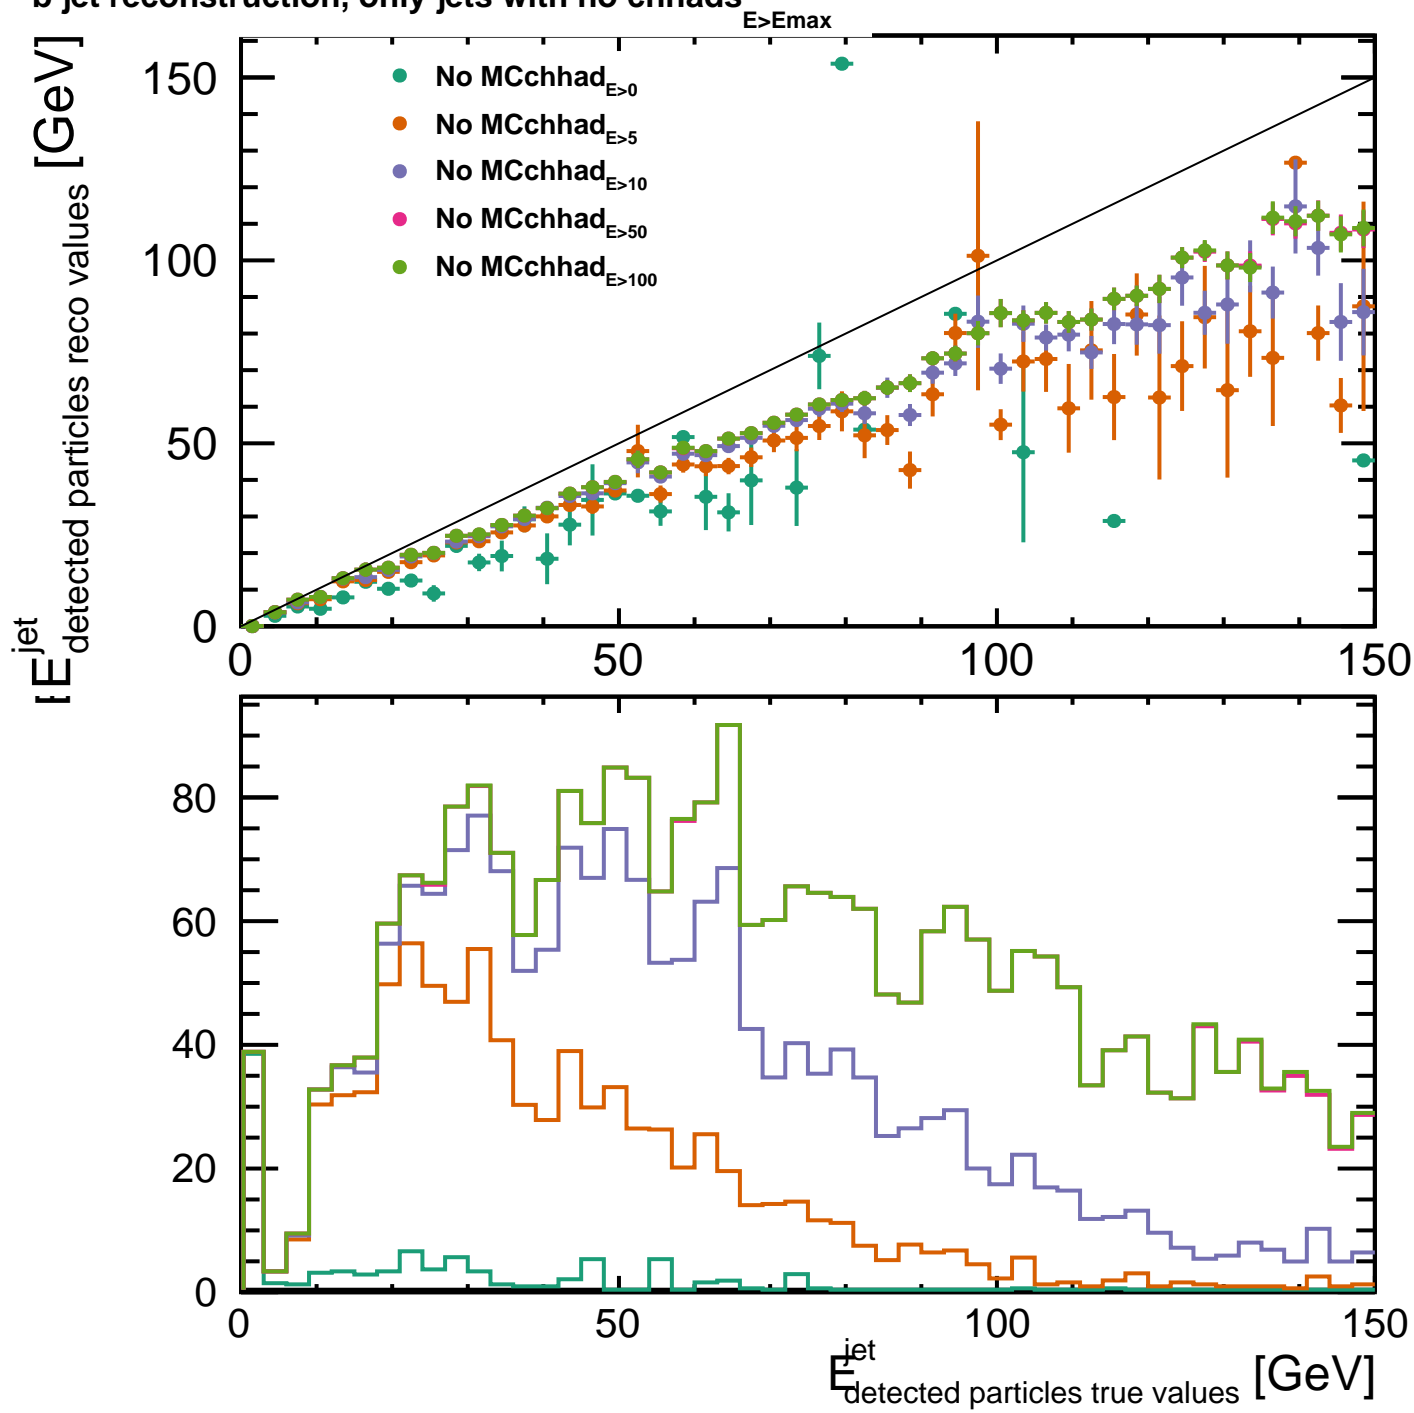 b jet reconstruction, only jets with no chhads E>Emax
E^jet detected particles reco values [GeV]
150
100
50
0
No MCchhad E>0
No MCchhad E>5
No MCchhad E>10
No MCchhad E>50
No MCchhad E>100
0 50 100 150
80
60
40
20
0
0 50 100 150
E^jet detected particles true values [GeV]